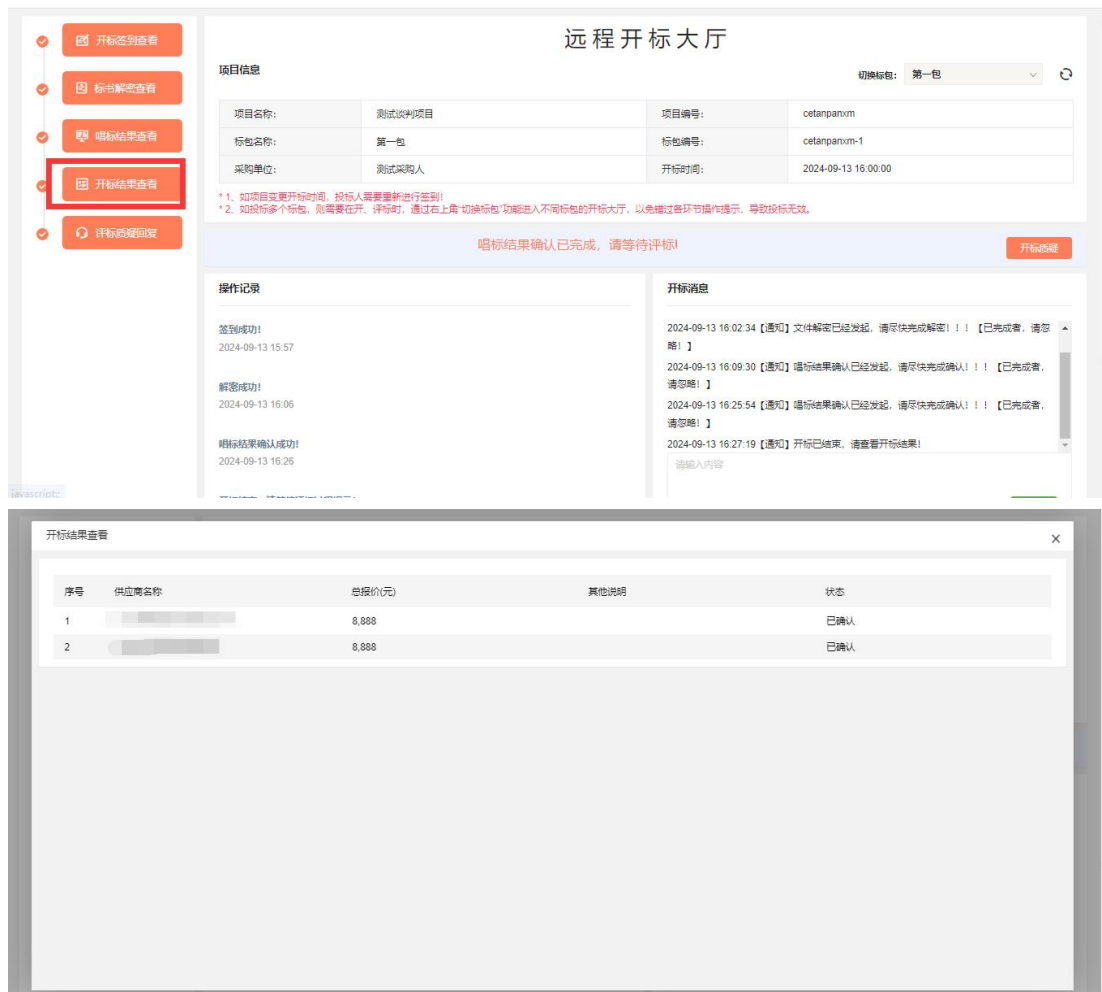 开标签到查看
标书解密查看
唱标结果查看
开标结果查看
评标质疑回复
远程开标大厅
项目信息
切换标包： 第一包
项目名称： 测试谈判项目 项目编号： cetanpanxm
标包名称： 第一包 标包编号： cetanpanxm-1
采购单位： 测试采购人 开标时间： 2024-09-13 16:00:00
* 1、如项目变更开标时间，投标人需要重新进行签到!
* 2、如投标多个标包，则需要在开、评标时，通过右上角"切换标包"功能进入不同标包的开标大厅，以免错过各环节操作提示，导致投标无效。
唱标结果确认已完成，请等待评标!
开标质疑
操作记录
签到成功!
2024-09-13 15:57
解密成功!
2024-09-13 16:06
唱标结果确认成功!
2024-09-13 16:26
开标消息
2024-09-13 16:02:34【通知】文件解密已经发起，请尽快完成解密！！！【已完成者，请忽
略！】
2024-09-13 16:09:30【通知】唱标结果确认已经发起，请尽快完成确认！！！【已完成者，
请忽略！】
2024-09-13 16:25:54【通知】唱标结果确认已经发起，请尽快完成确认！！！【已完成者，
请忽略！】
2024-09-13 16:27:19【通知】开标已结束，请查看开标结果!
请输入内容
javascript:;
开标结果查看
序号 供应商名称 总报价(元) 其他说明 状态
1 8,888 已确认
2 8,888 已确认